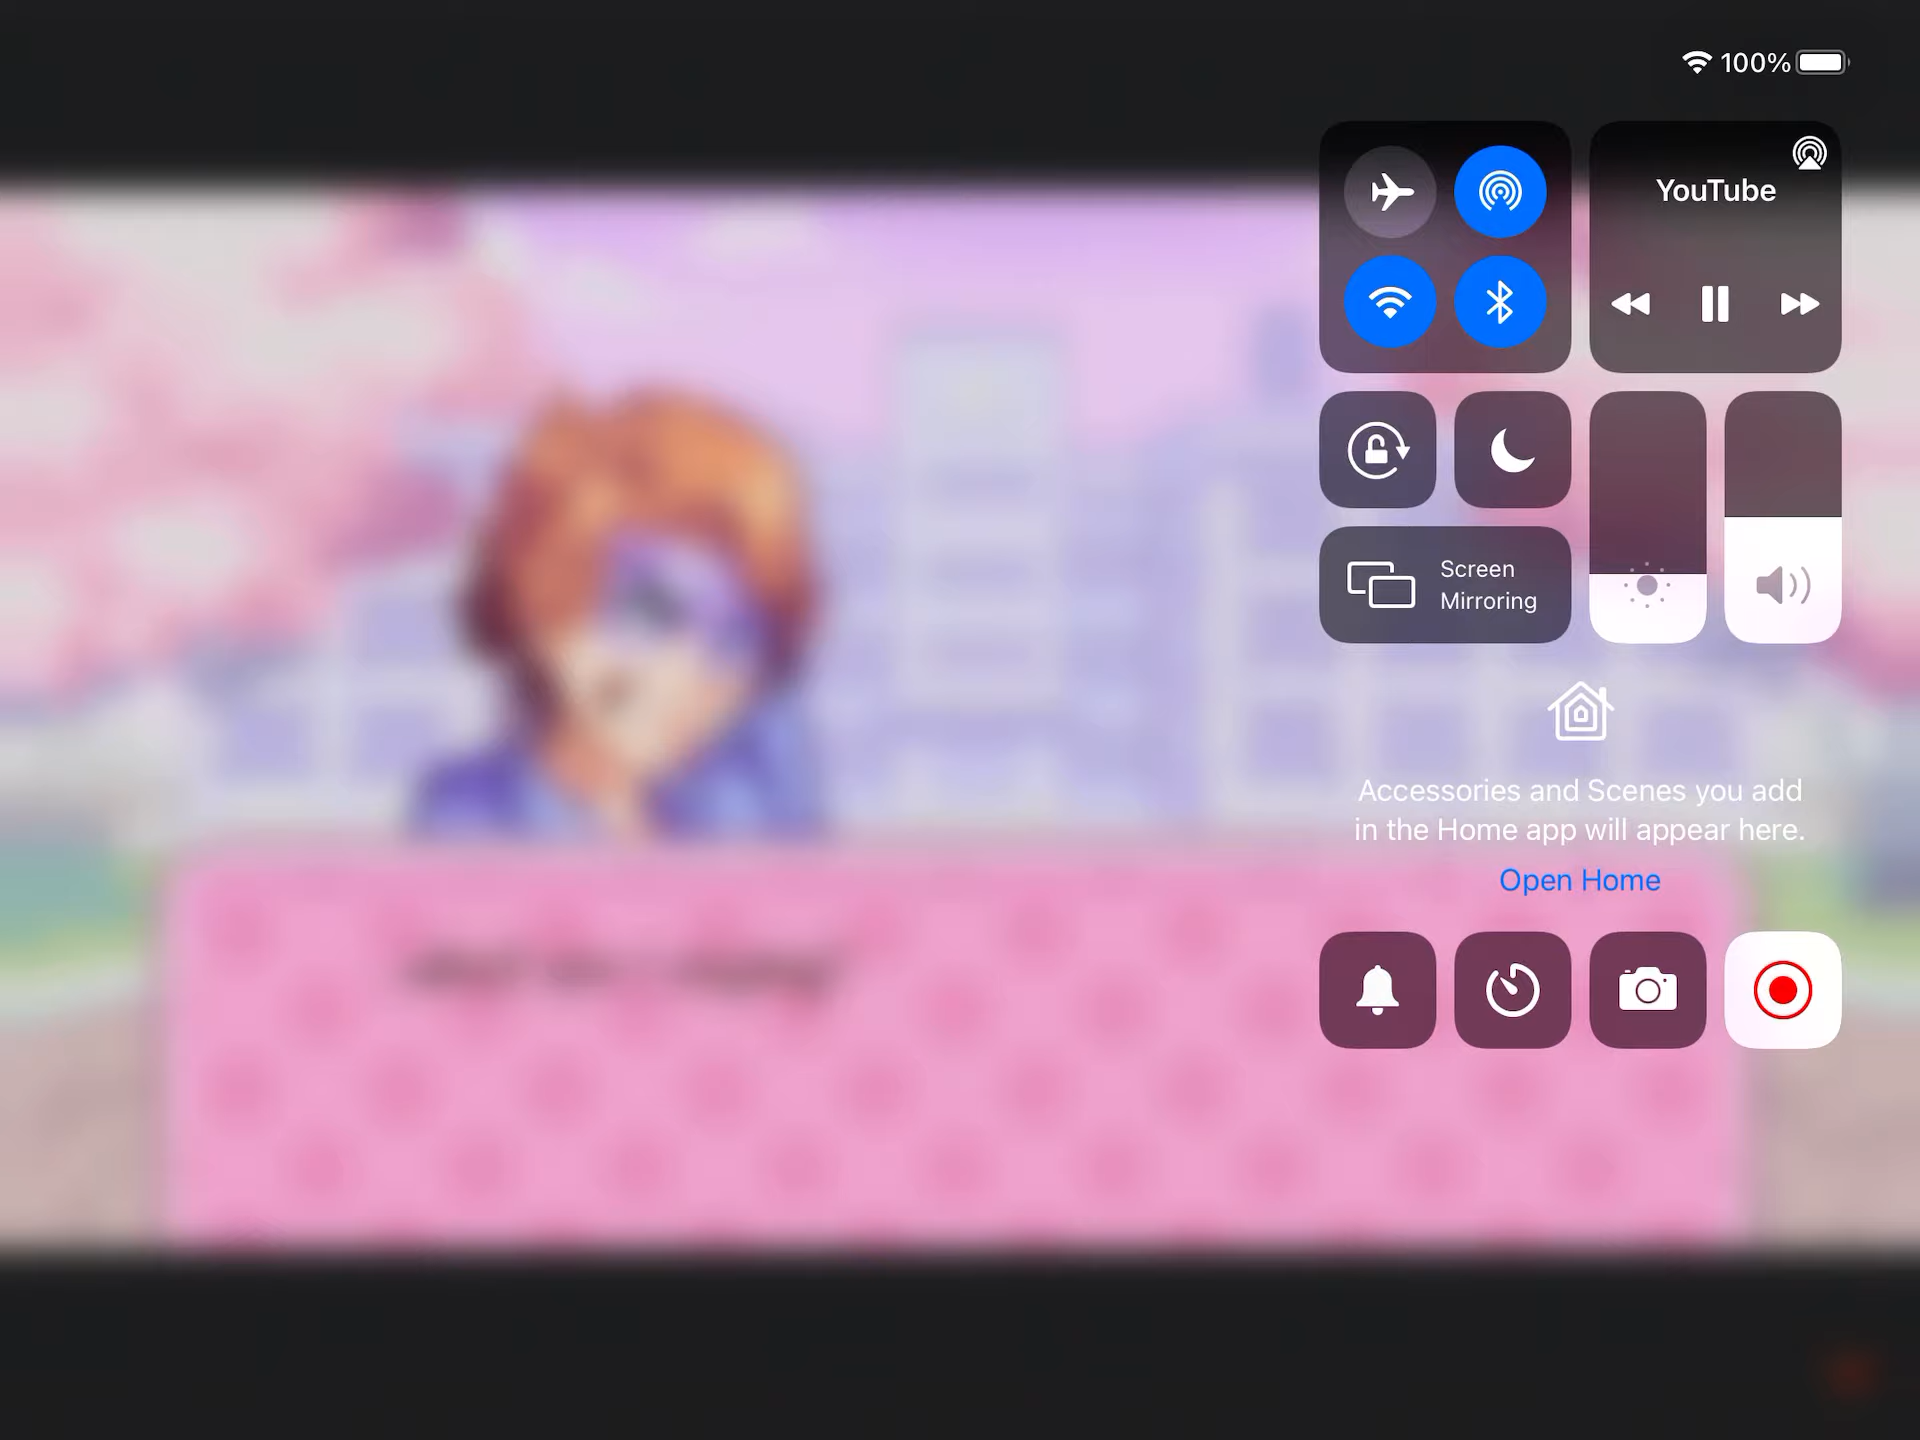 100%
YouTube
Screen
Mirroring
Accessories and Scenes you add
in the Home app will appear here.
Open Home